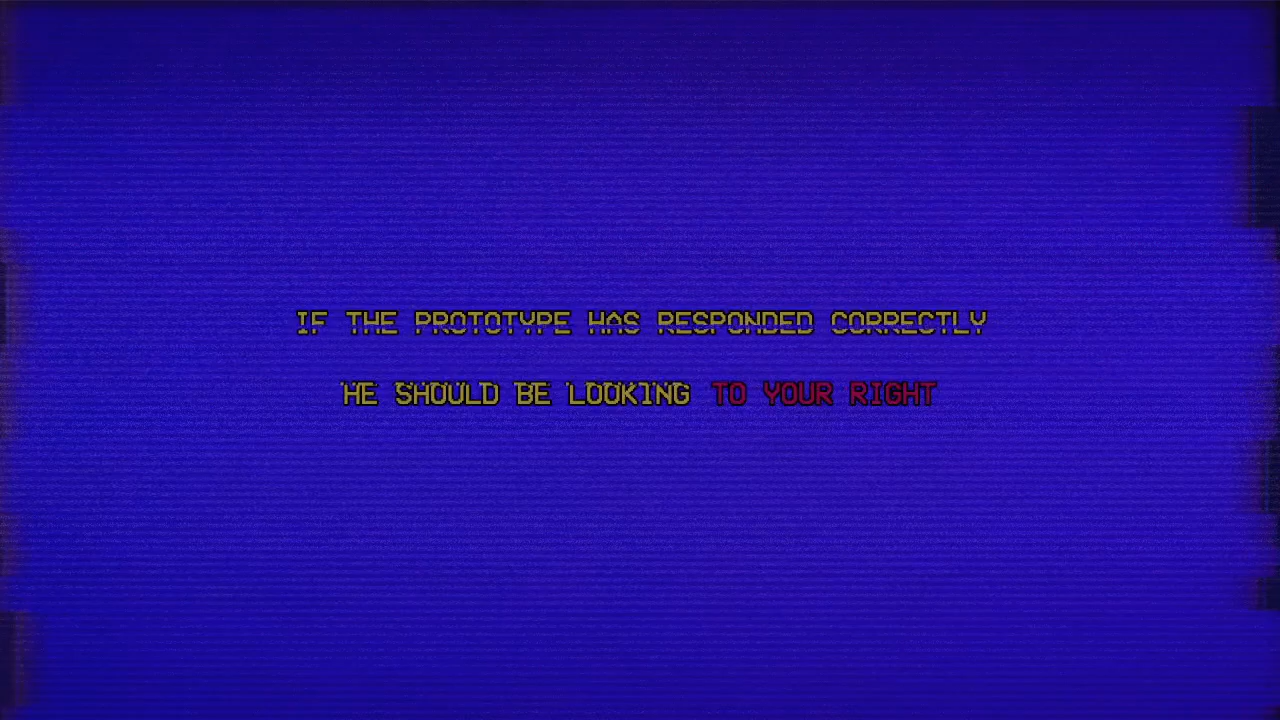 IF THE PROTOTYPE HAS RESPONDED CORRECTLY
HE SHOULD BE LOOKING TO YOUR RIGHT